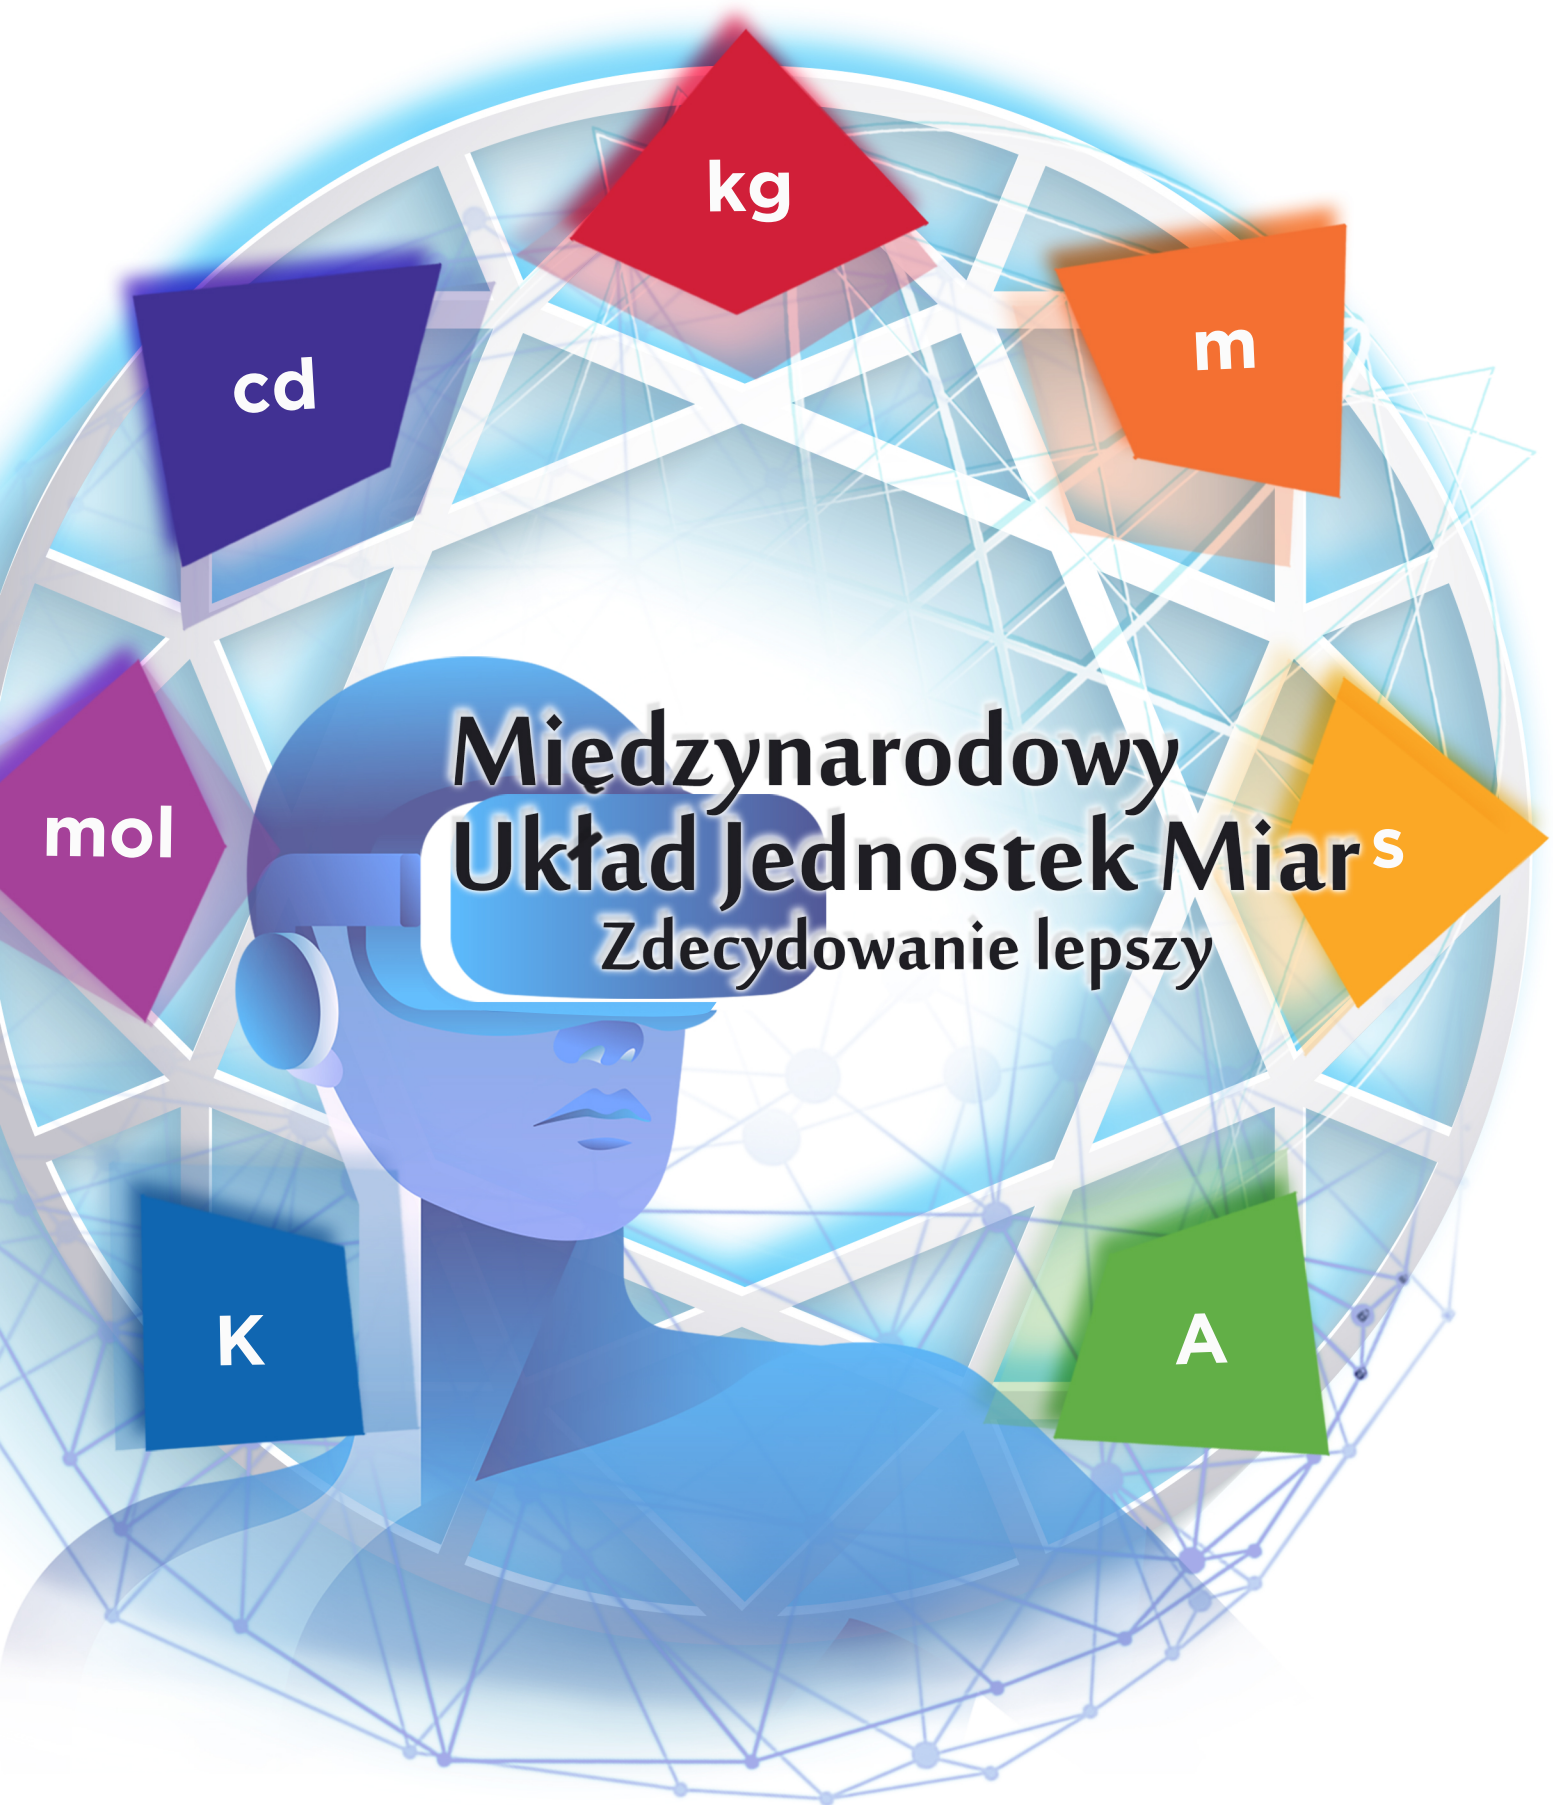 kg
m
cd
Międzynarodowy
Układ Jednostek Miar
s
mol
Zdecydowanie lepszy
K
A